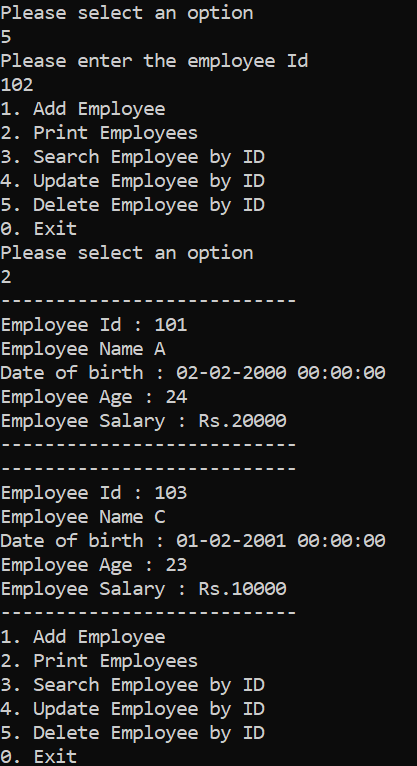 Please select an option
5
Please enter the employee Id
102
1. Add Employee
2. Print Employees
3. Search Employee by ID
4. Update Employee by ID
5. Delete Employee by ID
0. Exit
Please select an option
2
---------------------------
Employee Id : 101
Employee Name A
Date of birth : 02-02-2000 00:00:00
Employee Age : 24
Employee Salary : Rs.20000
---------------------------
---------------------------
Employee Id : 103
Employee Name C
Date of birth : 01-02-2001 00:00:00
Employee Age : 23
Employee Salary : Rs.10000
---------------------------
1. Add Employee
2. Print Employees
3. Search Employee by ID
4. Update Employee by ID
5. Delete Employee by ID
0. Exit